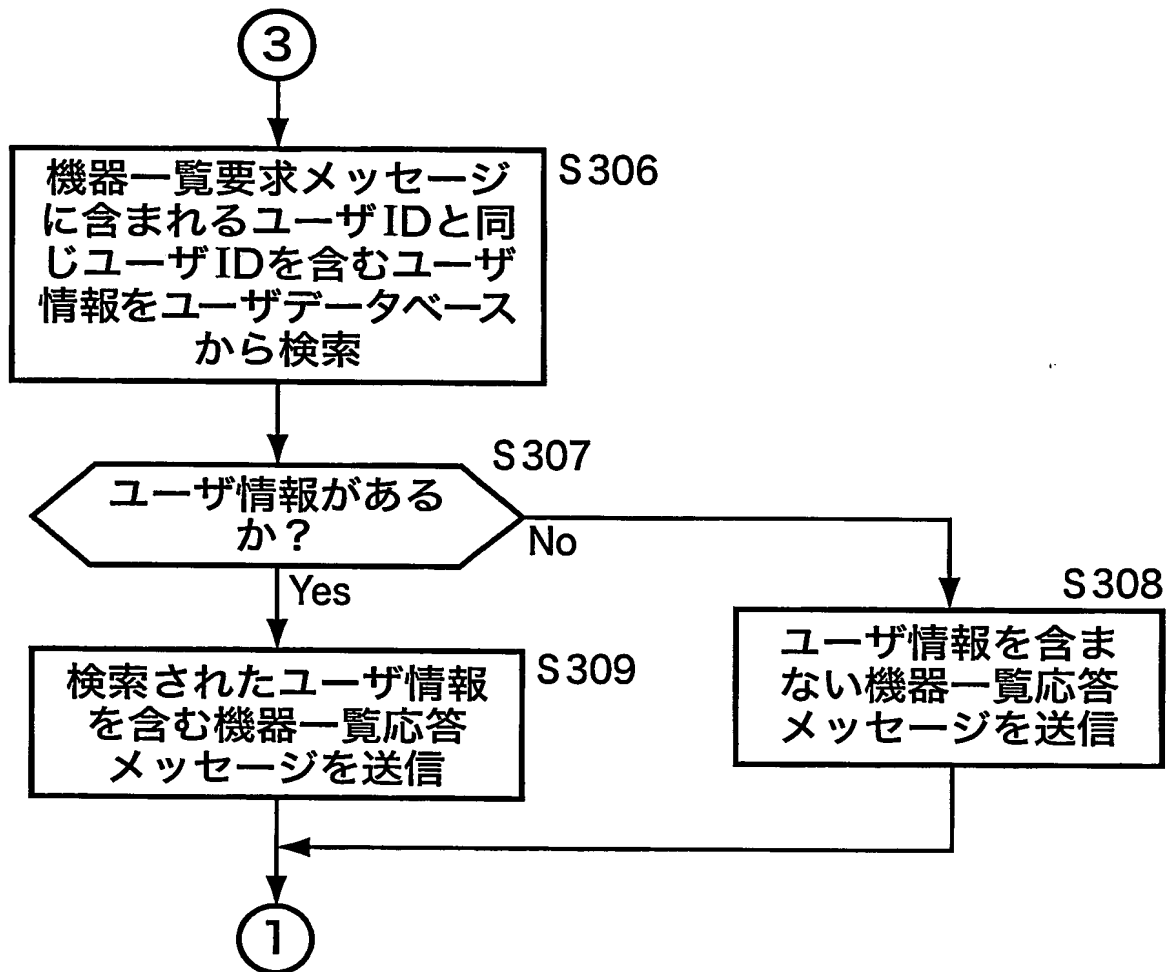 3
S306
機器一覧要求メッセージ
に含まれるユーザIDと同
じユーザIDを含むユーザ
情報をユーザデータベース
から検索
S307
ユーザ情報がある
か？
No
Yes
S308
ユーザ情報を含ま
ない機器一覧応答
メッセージを送信
S309
検索されたユーザ情報
を含む機器一覧応答
メッセージを送信
1